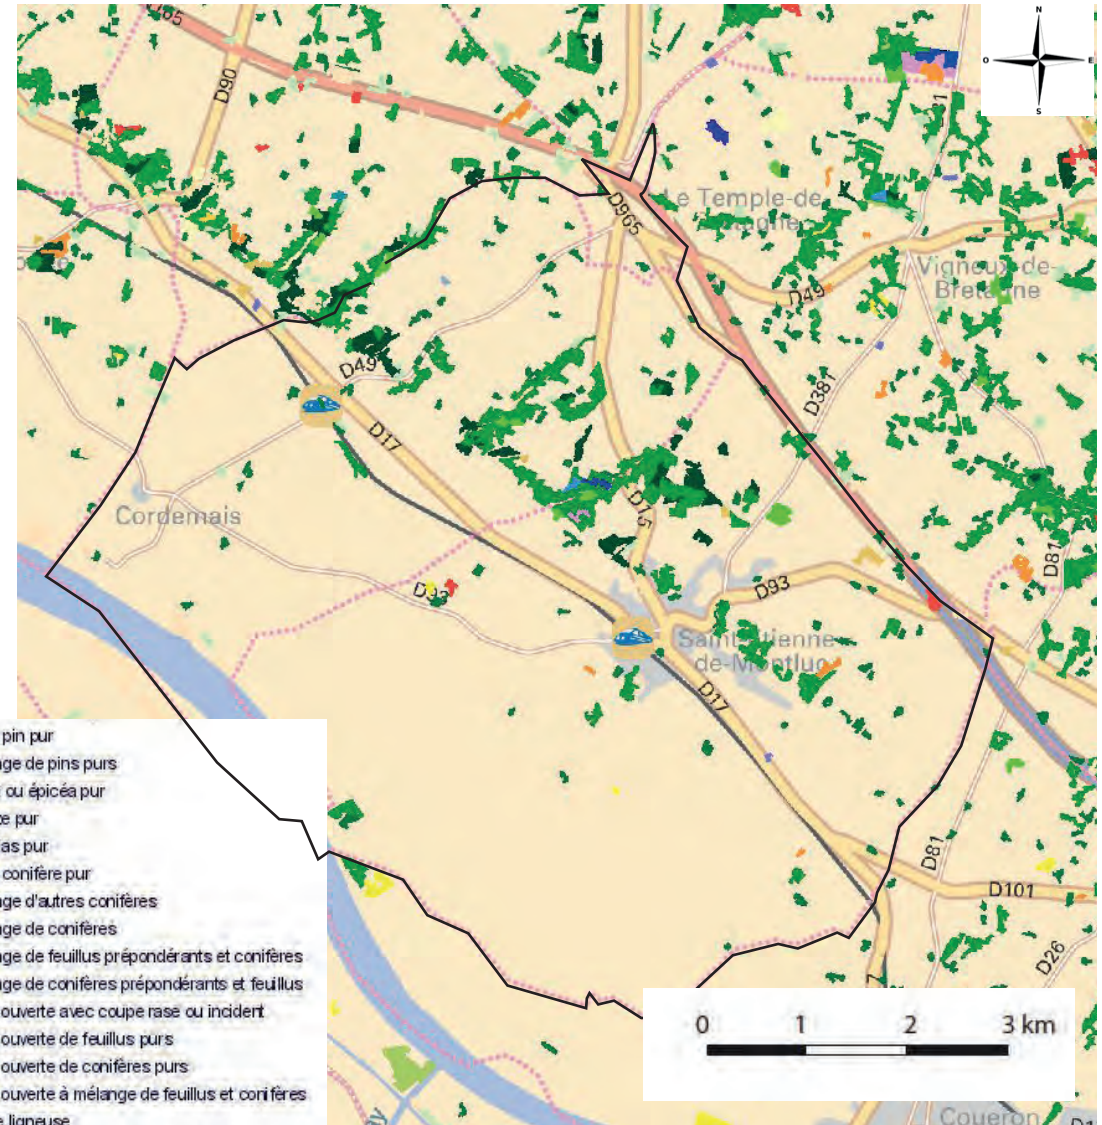 N
O
E
S
D90
D965
Le Temple-de-
D49
Vigneux-de-
Bretagne
D49
D381
D17
Cordemais
D15
D81
D93
D93
Saint-Etienne-
de-Montluc
D17
pin pur
ge de pins purs
ou épicéa pur
pur
as pur
conifère pur
ge d'autres conifères
ge de conifères
ge de feuillus prépondérants et conifères
ge de conifères prépondérants et feuillus
ouverte avec coupe rase ou incident
ouverte de feuillus purs
ouverte de conifères purs
ouverte à mélange de feuillus et conifères
ligneuse
D81
D101
D26
0 1 2 3 km
Coueron